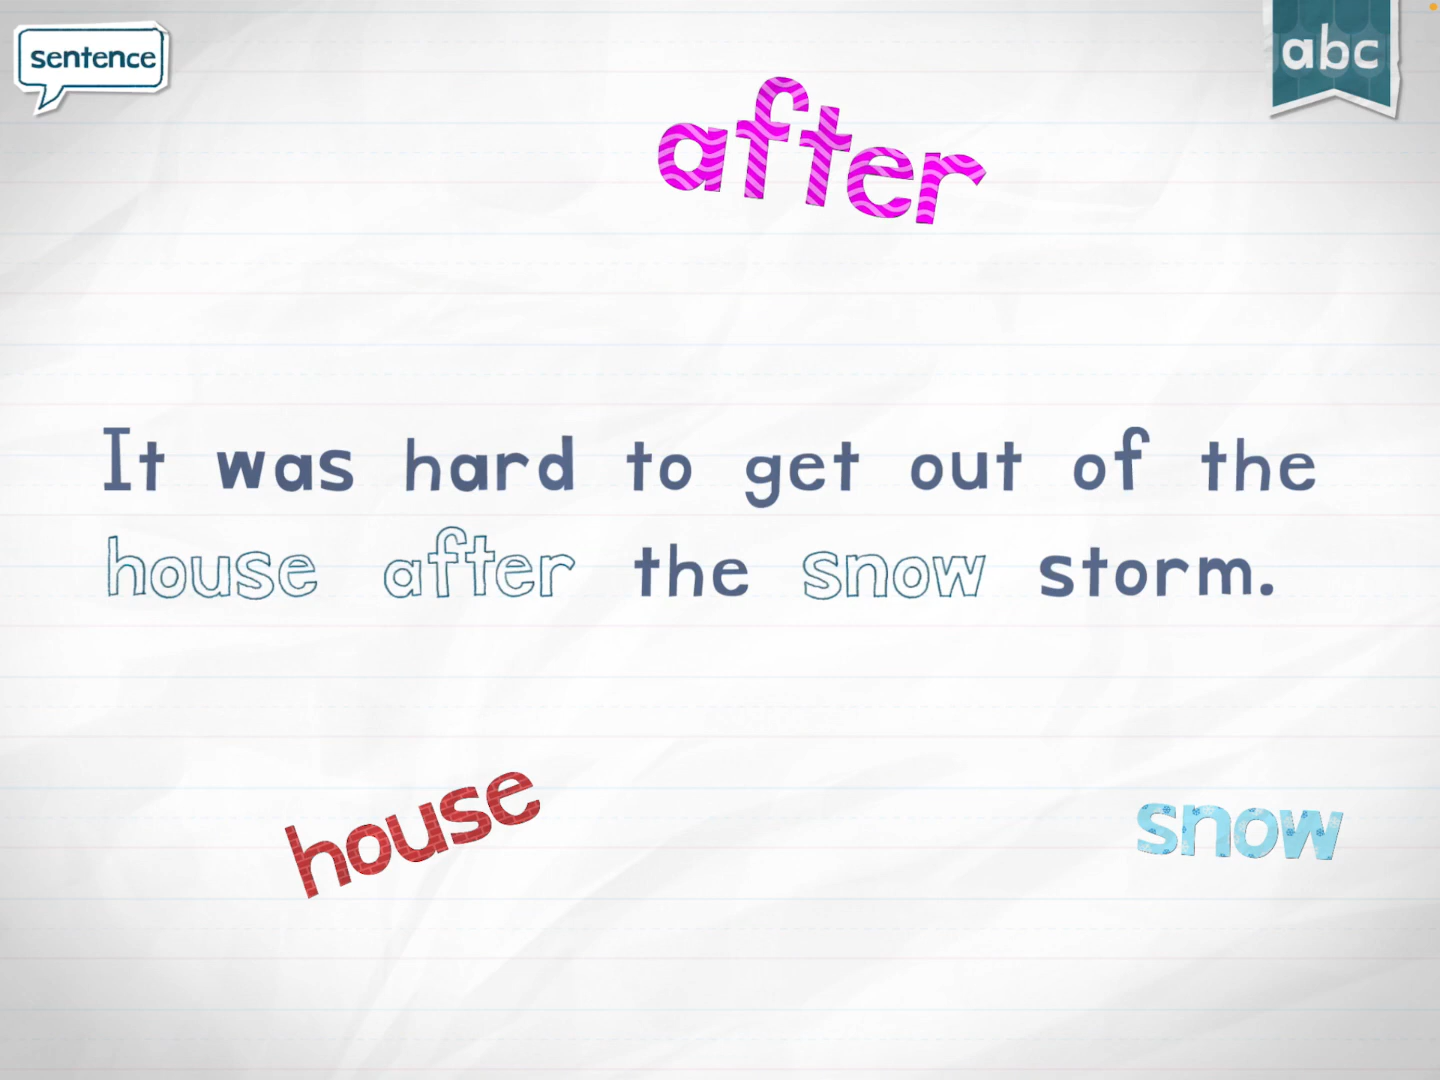 sentence
abc
after
It was hard to get out of the
house after the snow storm.
house
snow